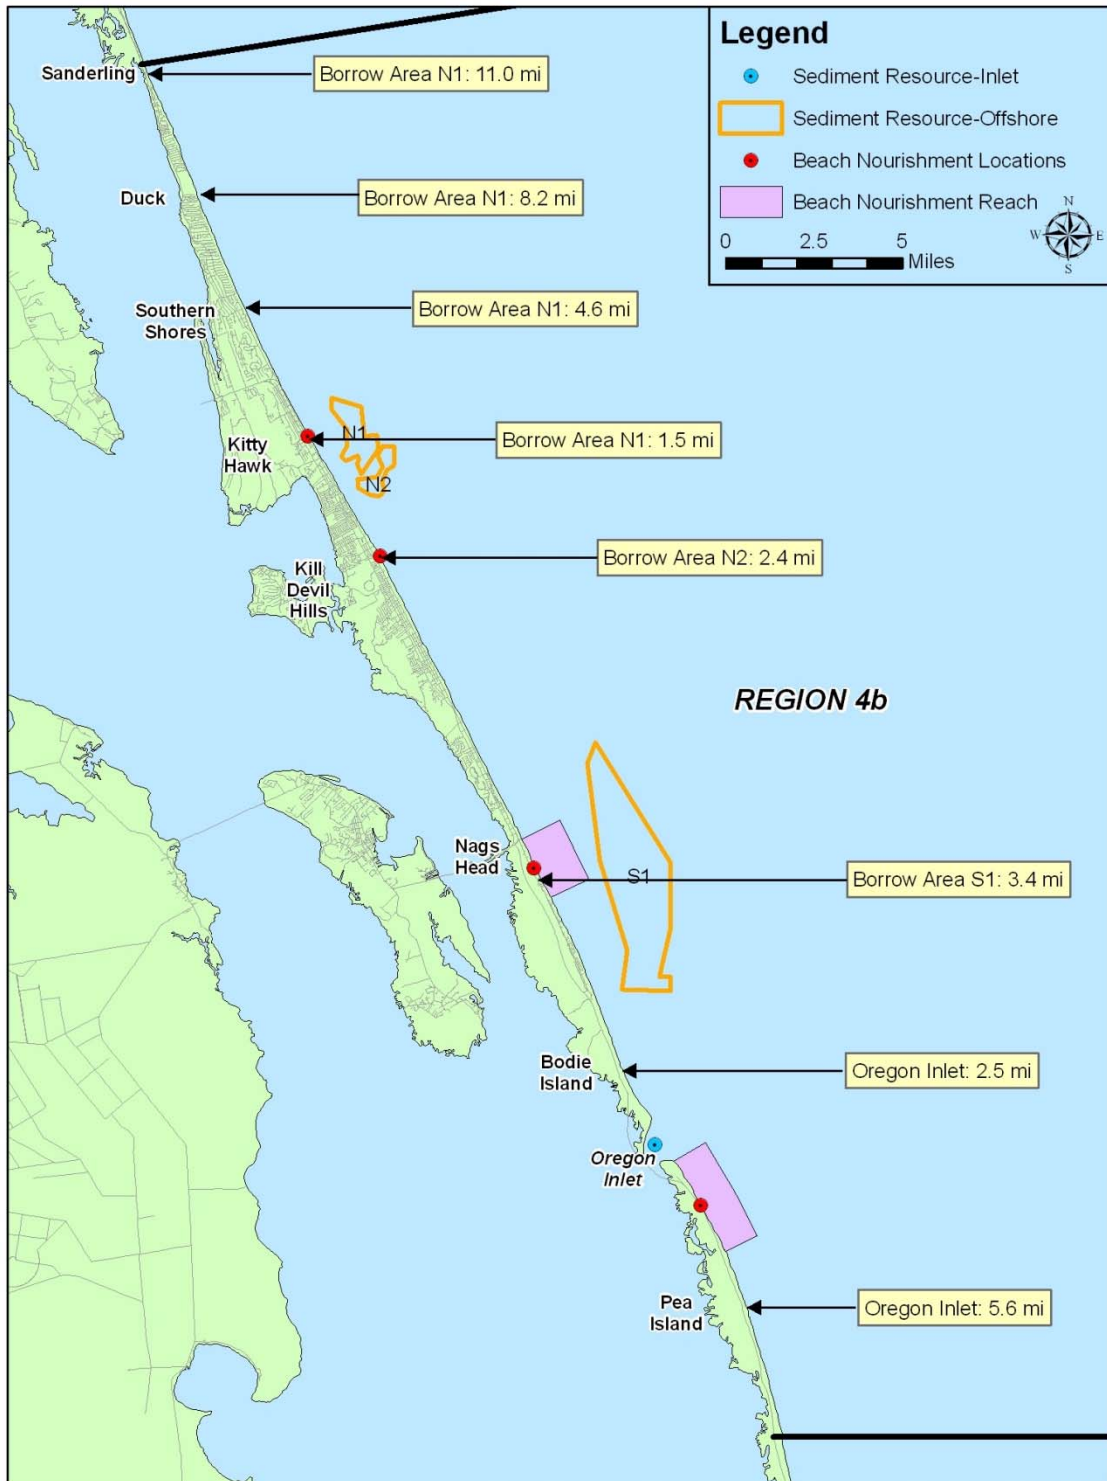 Legend
Sediment Resource-Inlet
Sediment Resource-Offshore
Beach Nourishment Locations
Beach Nourishment Reach
0 2.5 5
Miles
N
W E
S
Sanderling
Borrow Area N1: 11.0 mi
Duck
Borrow Area N1: 8.2 mi
Southern
Shores
Borrow Area N1: 4.6 mi
Kitty
Hawk
N1
Borrow Area N1: 1.5 mi
N2
Kill
Devil
Hills
Borrow Area N2: 2.4 mi
REGION 4b
Nags
Head
S1
Borrow Area S1: 3.4 mi
Bodie
Island
Oregon Inlet: 2.5 mi
Oregon
Inlet
Pea
Island
Oregon Inlet: 5.6 mi